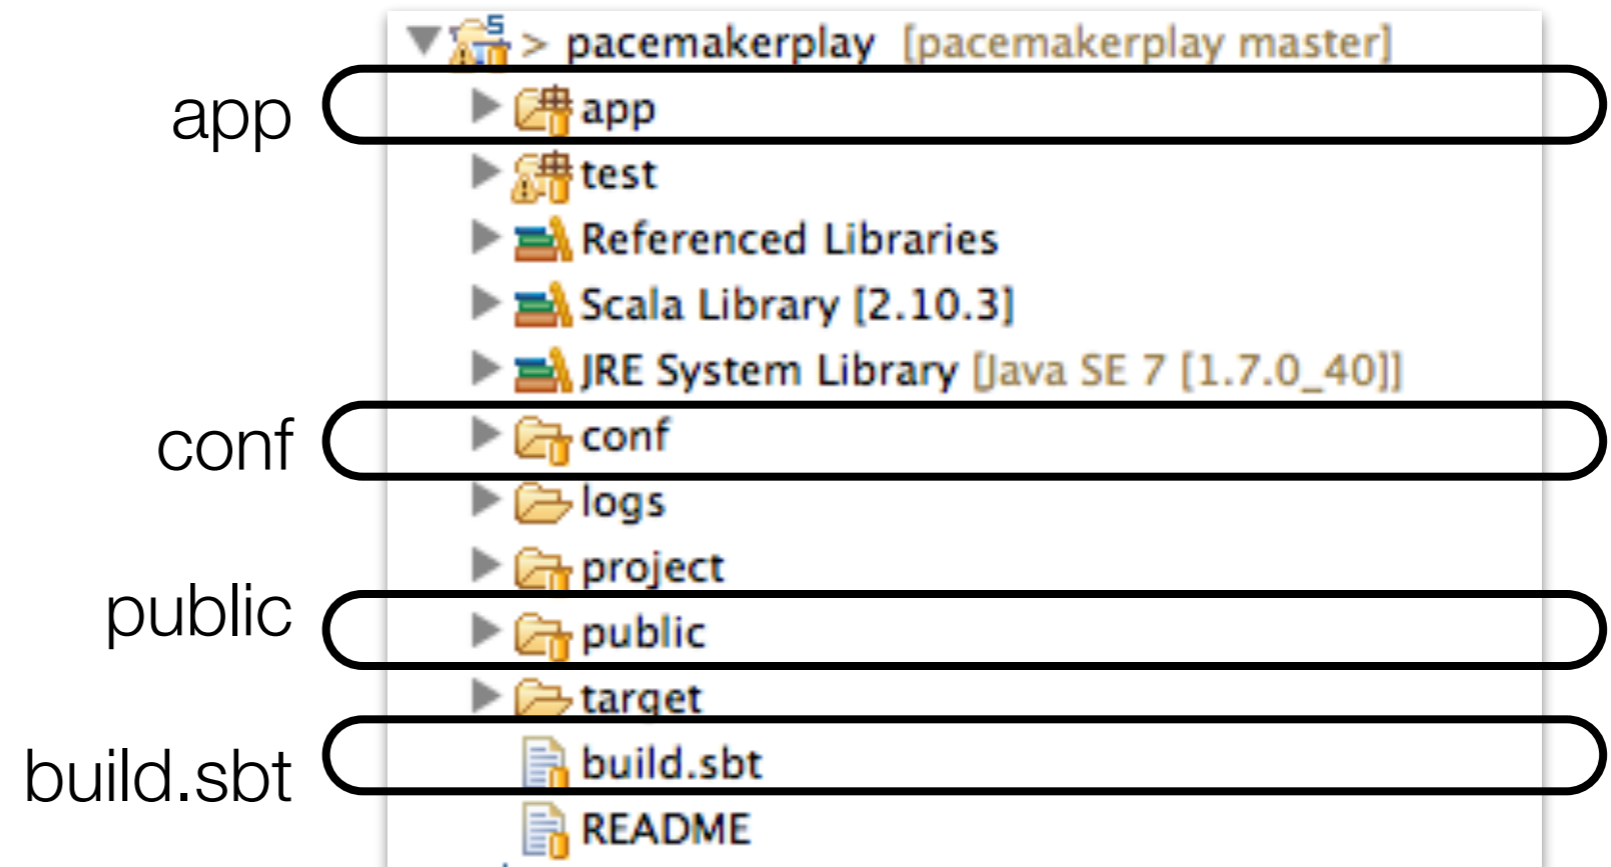 > pacemakerplay [pacemakerplay master]
app app
test
Referenced Libraries
Scala Library [2.10.3]
JRE System Library [Java SE 7 [1.7.0_40]]
conf conf
logs
project
public public
target
build.sbt build.sbt
README